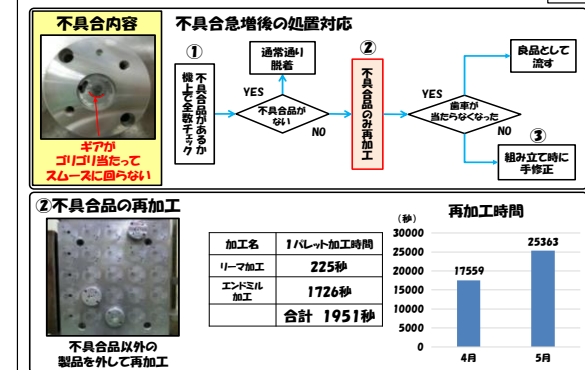 不具合内容
ギアが
ゴリゴリ当たって
スムーズに回らない
不具合急増後の処置対応
①
不具合品があるか
機上で全数チェック
通常通り
脱着
YES
不具合品が
ない
NO
②
不具合品のみ再加工
YES
歯車が
当たらなくなった
NO
良品として
流す
③
組み立て時に
手修正
②不具合品の再加工
不具合品以外の
製品を外して再加工
加工名 1パレット加工時間
リーマ加工 225秒
エンドミル
加工 1726秒
合計 1951秒
再加工時間
(秒)
30000
25000
20000
15000
10000
5000
0
17559
25363
4月 5月